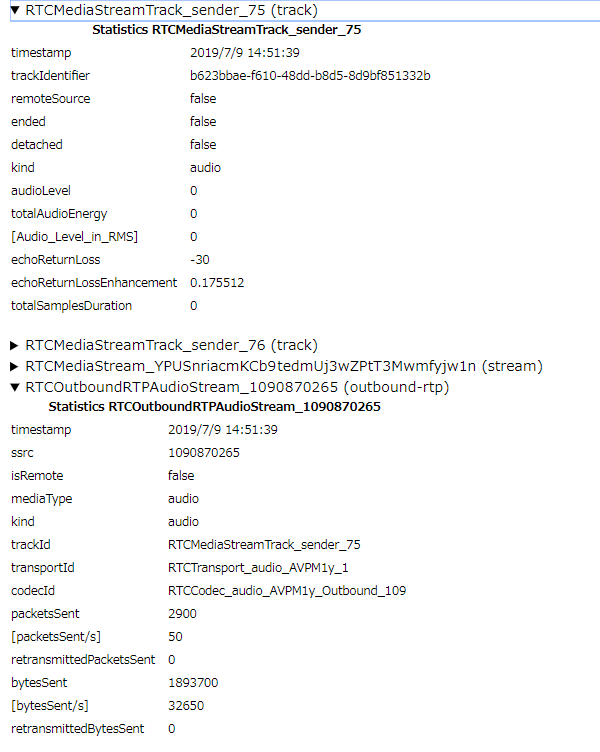 ▼ RTCMediaStreamTrack_sender_75 (track)
Statistics RTCMediaStreamTrack_sender_75
timestamp 2019/7/9 14:51:39
trackIdentifier b623bbae-f610-48dd-b8d5-8d9bf851332b
remoteSource false
ended false
detached false
kind audio
audioLevel 0
totalAudioEnergy 0
[Audio_Level_in_RMS] 0
echoReturnLoss -30
echoReturnLossEnhancement 0.175512
totalSamplesDuration 0
▶ RTCMediaStreamTrack_sender_76 (track)
▶ RTCMediaStream_YPUSnriacmKCb9tedmUj3wZPtT3Mwmfyjw1n (stream)
▼ RTCOutboundRTPAudioStream_1090870265 (outbound-rtp)
Statistics RTCOutboundRTPAudioStream_1090870265
timestamp 2019/7/9 14:51:39
ssrc 1090870265
isRemote false
mediaType audio
kind audio
trackId RTCMediaStreamTrack_sender_75
transportId RTCTransport_audio_AVPM1y_1
codecId RTCCodec_audio_AVPM1y_Outbound_109
packetsSent 2900
[packetsSent/s] 50
retransmittedPacketsSent 0
bytesSent 1893700
[bytesSent/s] 32650
retransmittedBytesSent 0